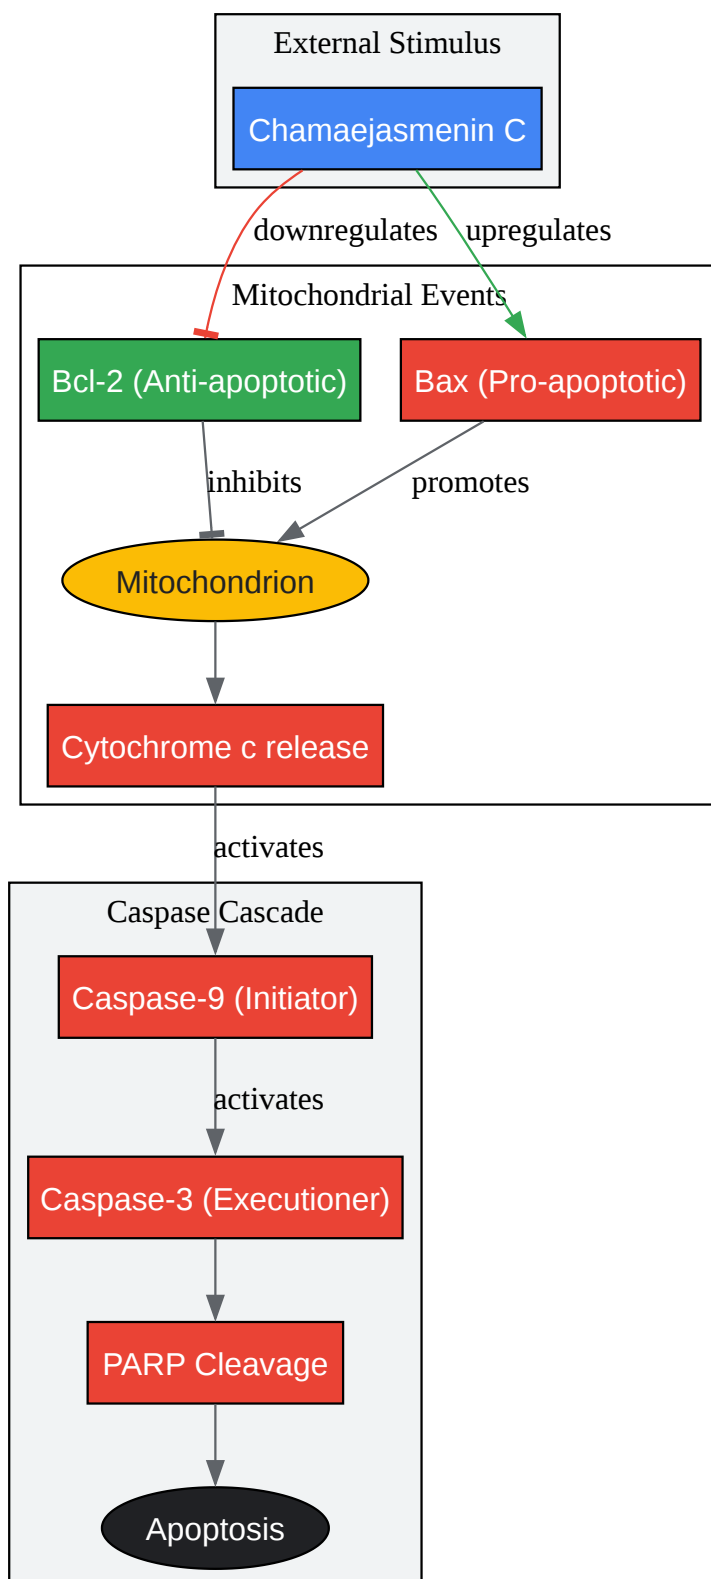 External Stimulus
Chamaejasmenin C
downregulates
upregulates
Mitochondrial Events
Bcl-2 (Anti-apoptotic)
Bax (Pro-apoptotic)
inhibits
promotes
Mitochondrion
Cytochrome c release
activates
Caspase Cascade
Caspase-9 (Initiator)
activates
Caspase-3 (Executioner)
PARP Cleavage
Apoptosis